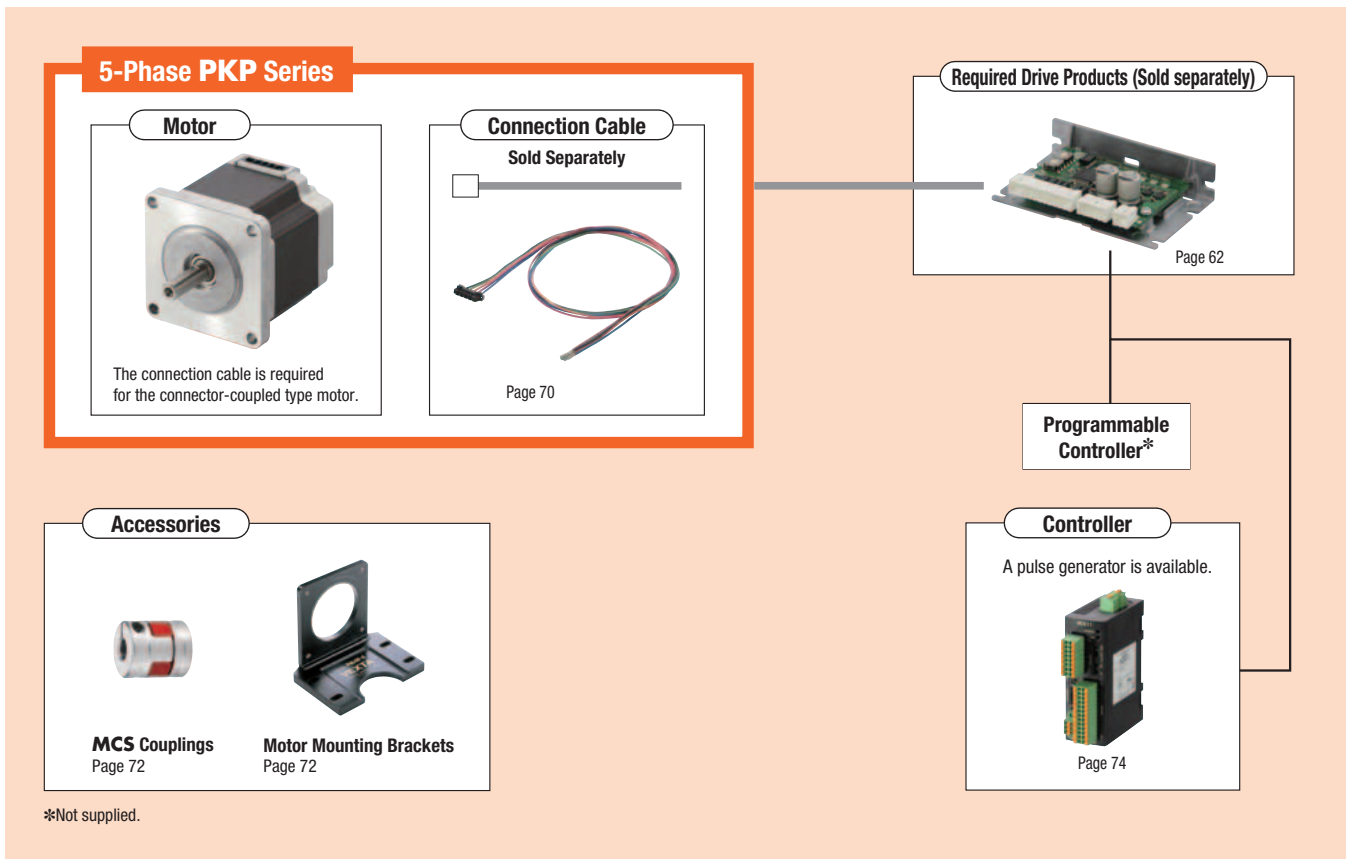 5-Phase PKP Series
Motor
The connection cable is required
for the connector-coupled type motor.
Connection Cable
Sold Separately
Page 70
Required Drive Products (Sold separately)
Page 62
Programmable
Controller*
Controller
A pulse generator is available.
Page 74
Accessories
MCS Couplings
Page 72
Motor Mounting Brackets
Page 72
*Not supplied.